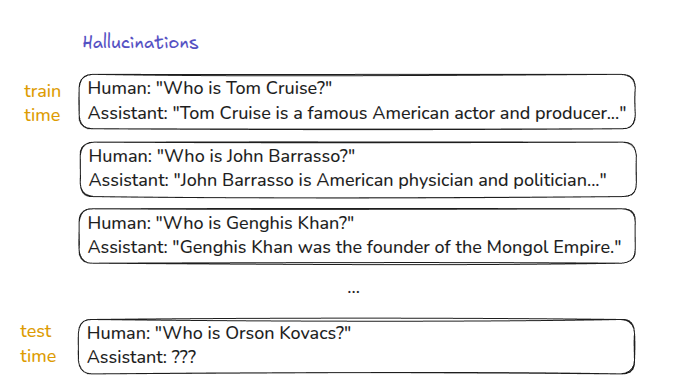 Hallucinations
train
time
Human: "Who is Tom Cruise?"
Assistant: "Tom Cruise is a famous American actor and producer..."
Human: "Who is John Barrasso?"
Assistant: "John Barrasso is American physician and politician..."
Human: "Who is Genghis Khan?"
Assistant: "Genghis Khan was the founder of the Mongol Empire."
...
test
time
Human: "Who is Orson Kovacs?"
Assistant: ???